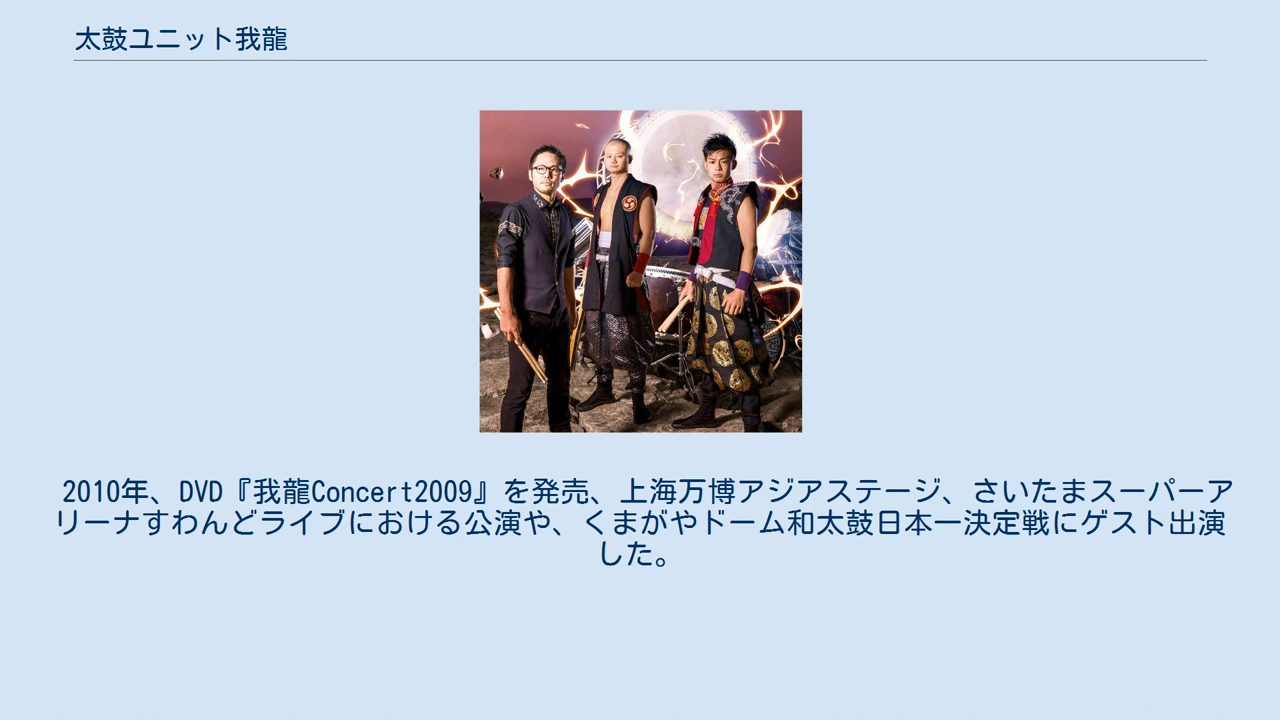 太鼓ユニット我龍
2010年、DVD『我龍Concert2009』を発売、上海万博アジアステージ、さいたまスーパーア
リーナすわんどライブにおける公演や、くまがやドーム和太鼓日本一決定戦にゲスト出演
した。